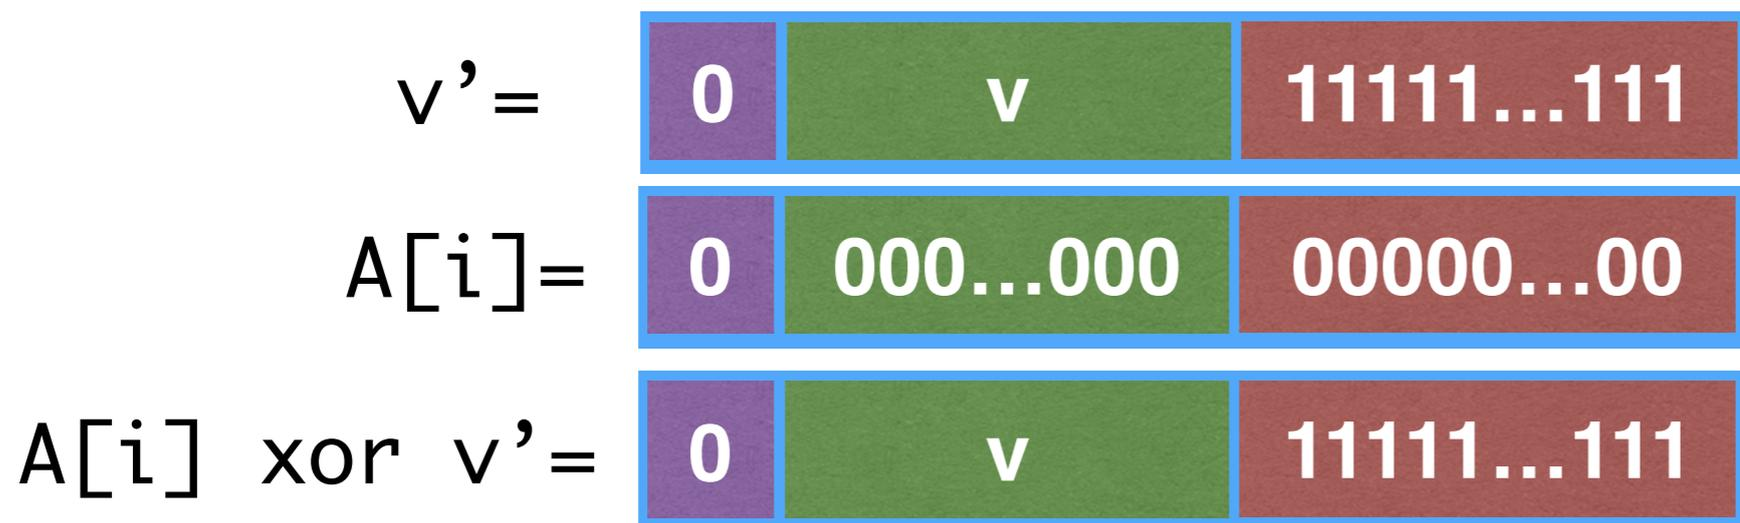 v’= 0 v 11111...111
A[i]= 0 000...000 00000...00
A[i] xor v’= 0 v 11111...111